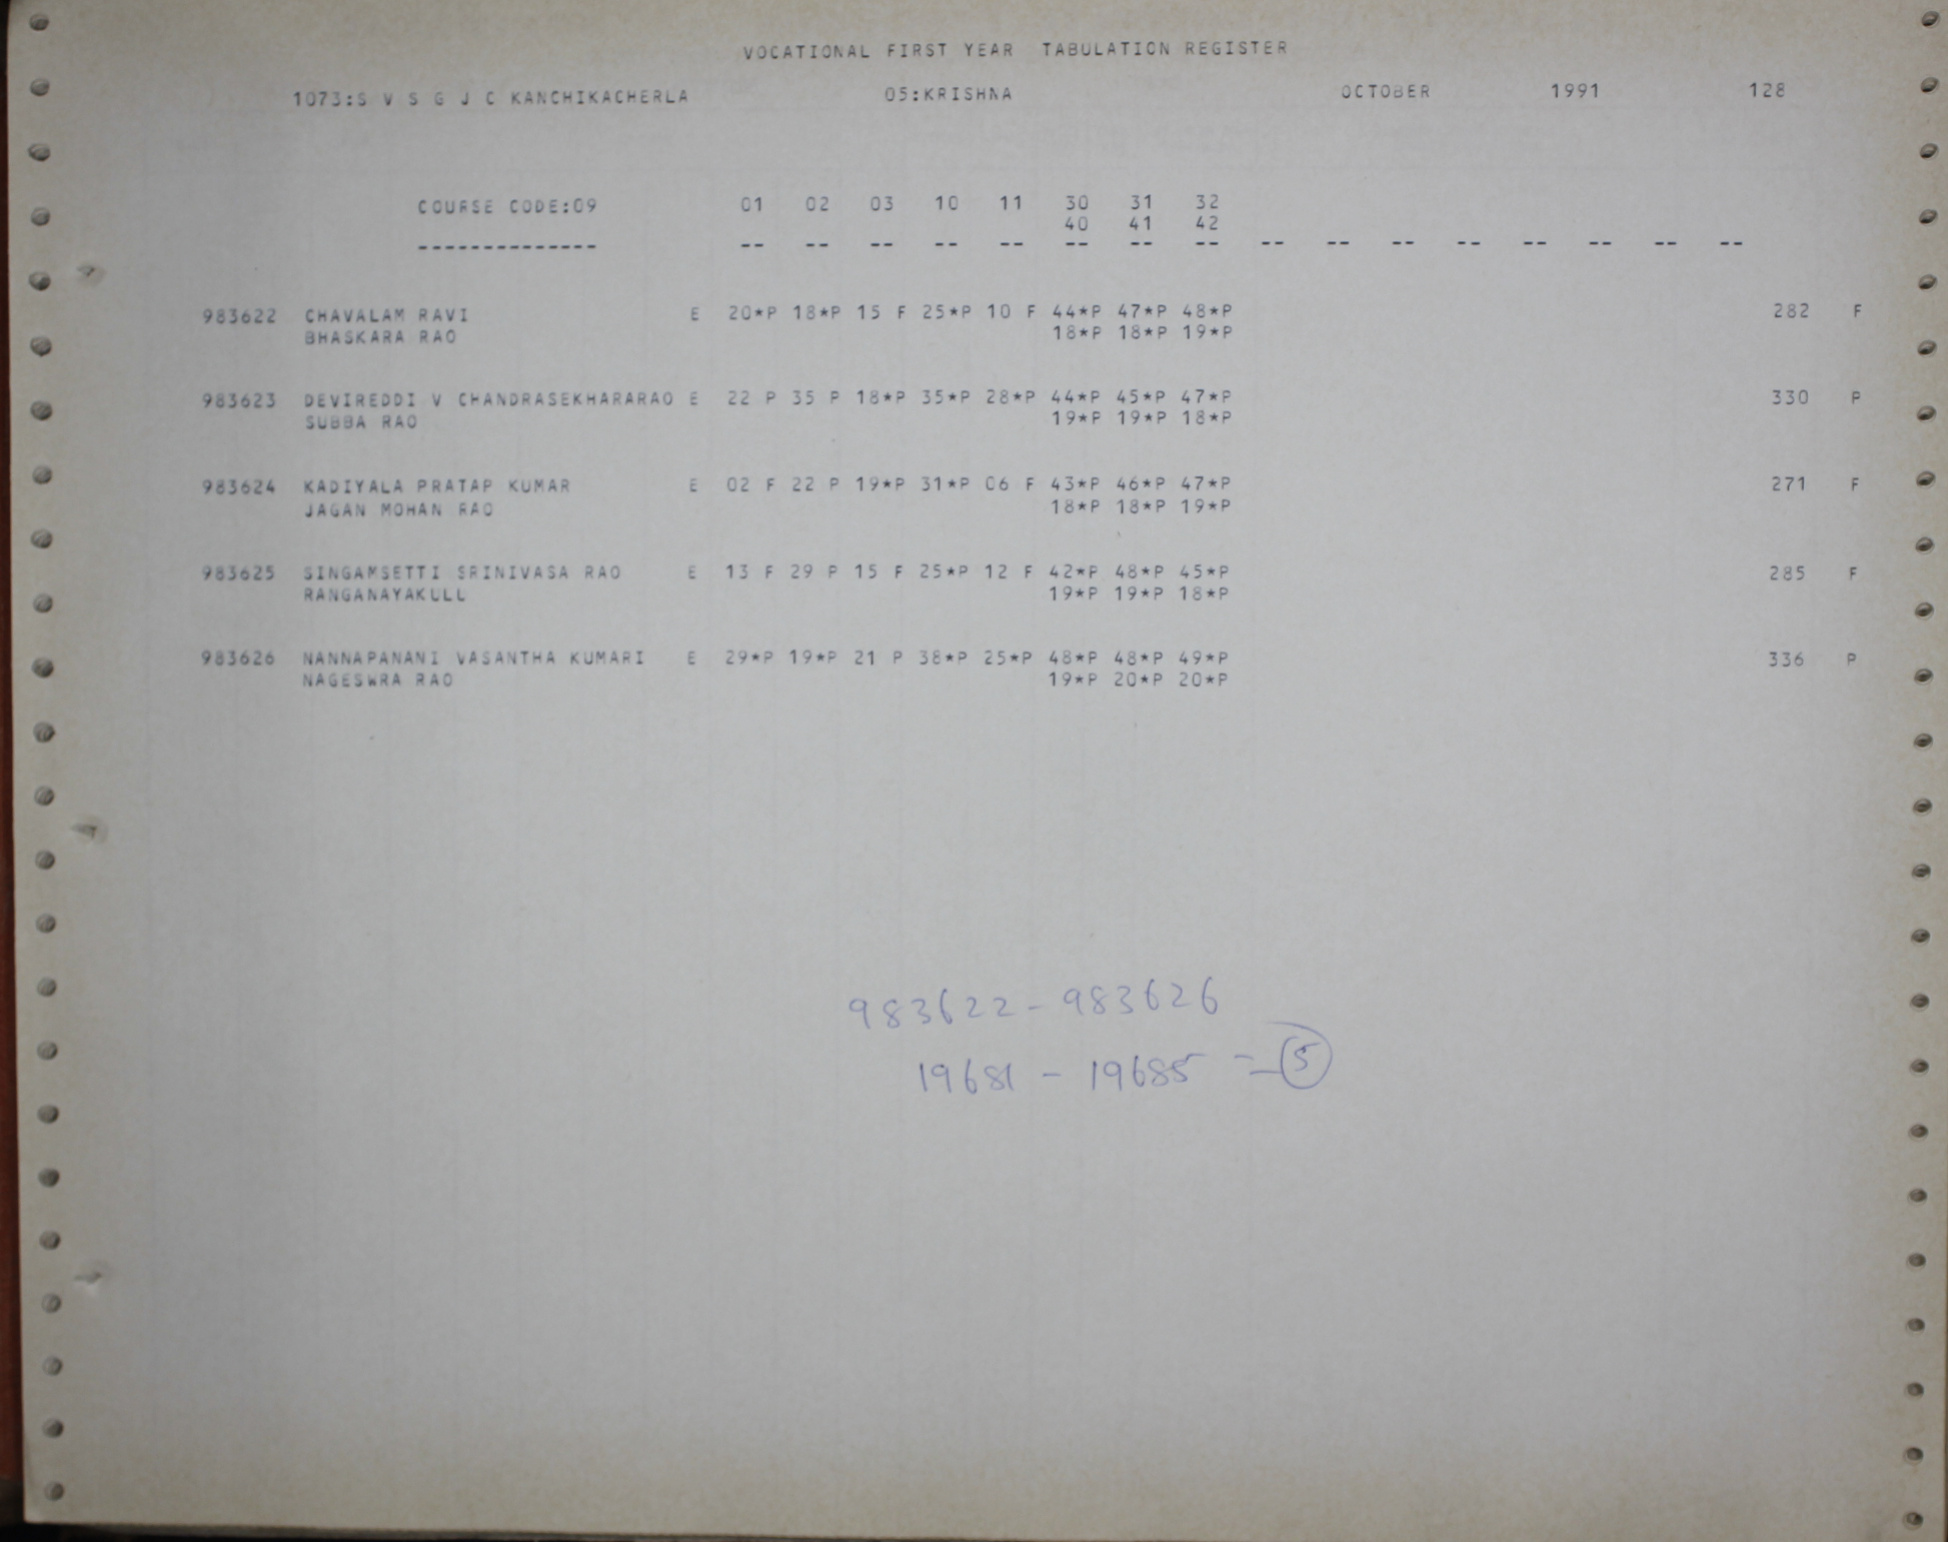 VOCATIONAL FIRST YEAR TABULATION REGISTER
1073:S V S G J C KANCHIKACHERLA 05:KRISHNA OCTOBER 1991 128
COURSE CODE:09 01 02 03 10 11 30 31 32
40 41 42
-------------- -- -- -- -- -- -- -- -- -- -- -- -- -- -- -- --
983622 CHAVALAM RAVI E 20*P 18*P 15 F 25*P 10 F 44*P 47*P 48*P 282 F
BHASKARA RAO 18*P 18*P 19*P
983623 DEVIREDDI V CHANDRASEKHARARAO E 22 P 35 P 18*P 35*P 28*P 44*P 45*P 47*P 330 P
SUBBA RAO 19*P 19*P 18*P
983624 KADIYALA PRATAP KUMAR E 02 F 22 P 19*P 31*P 06 F 43*P 46*P 47*P 271 F
JAGAN MOHAN RAO 18*P 18*P 19*P
983625 SINGAMSETTI SRINIVASA RAO E 13 F 29 P 15 F 25*P 12 F 42*P 48*P 45*P 285 F
RANGANAYAKULL 19*P 19*P 18*P
983626 NANNAPANANI VASANTHA KUMARI E 29*P 19*P 21 P 38*P 25*P 48*P 48*P 49*P 336 P
NAGESWRA RAO 19*P 20*P 20*P
983622 - 983626
19681 - 19685 = 5